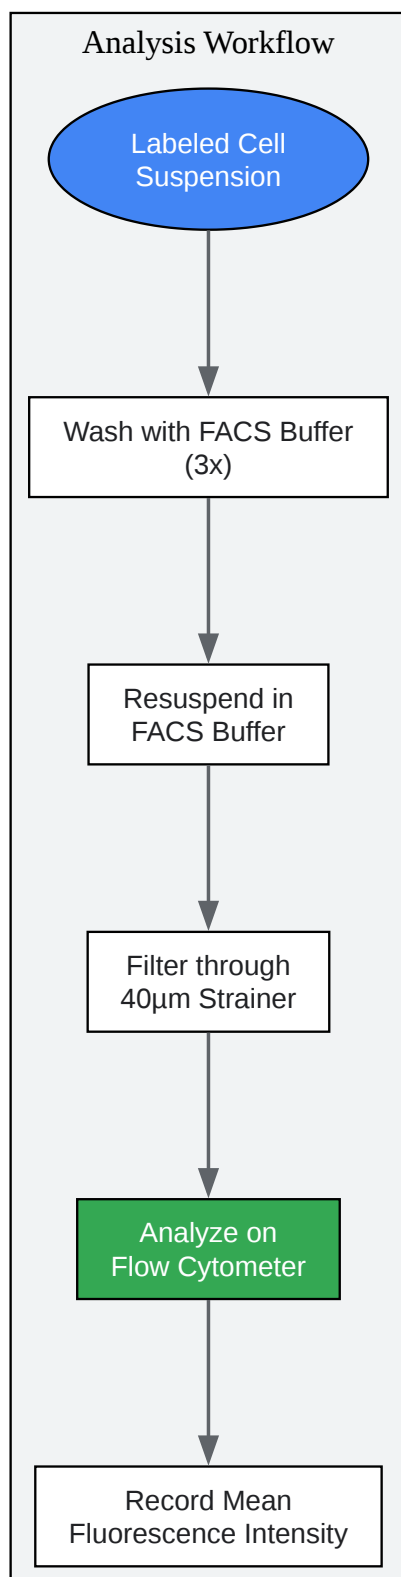 Analysis Workflow
Labeled Cell
Suspension
Wash with FACS Buffer
(3x)
Resuspend in
FACS Buffer
Filter through
40µm Strainer
Analyze on
Flow Cytometer
Record Mean
Fluorescence Intensity